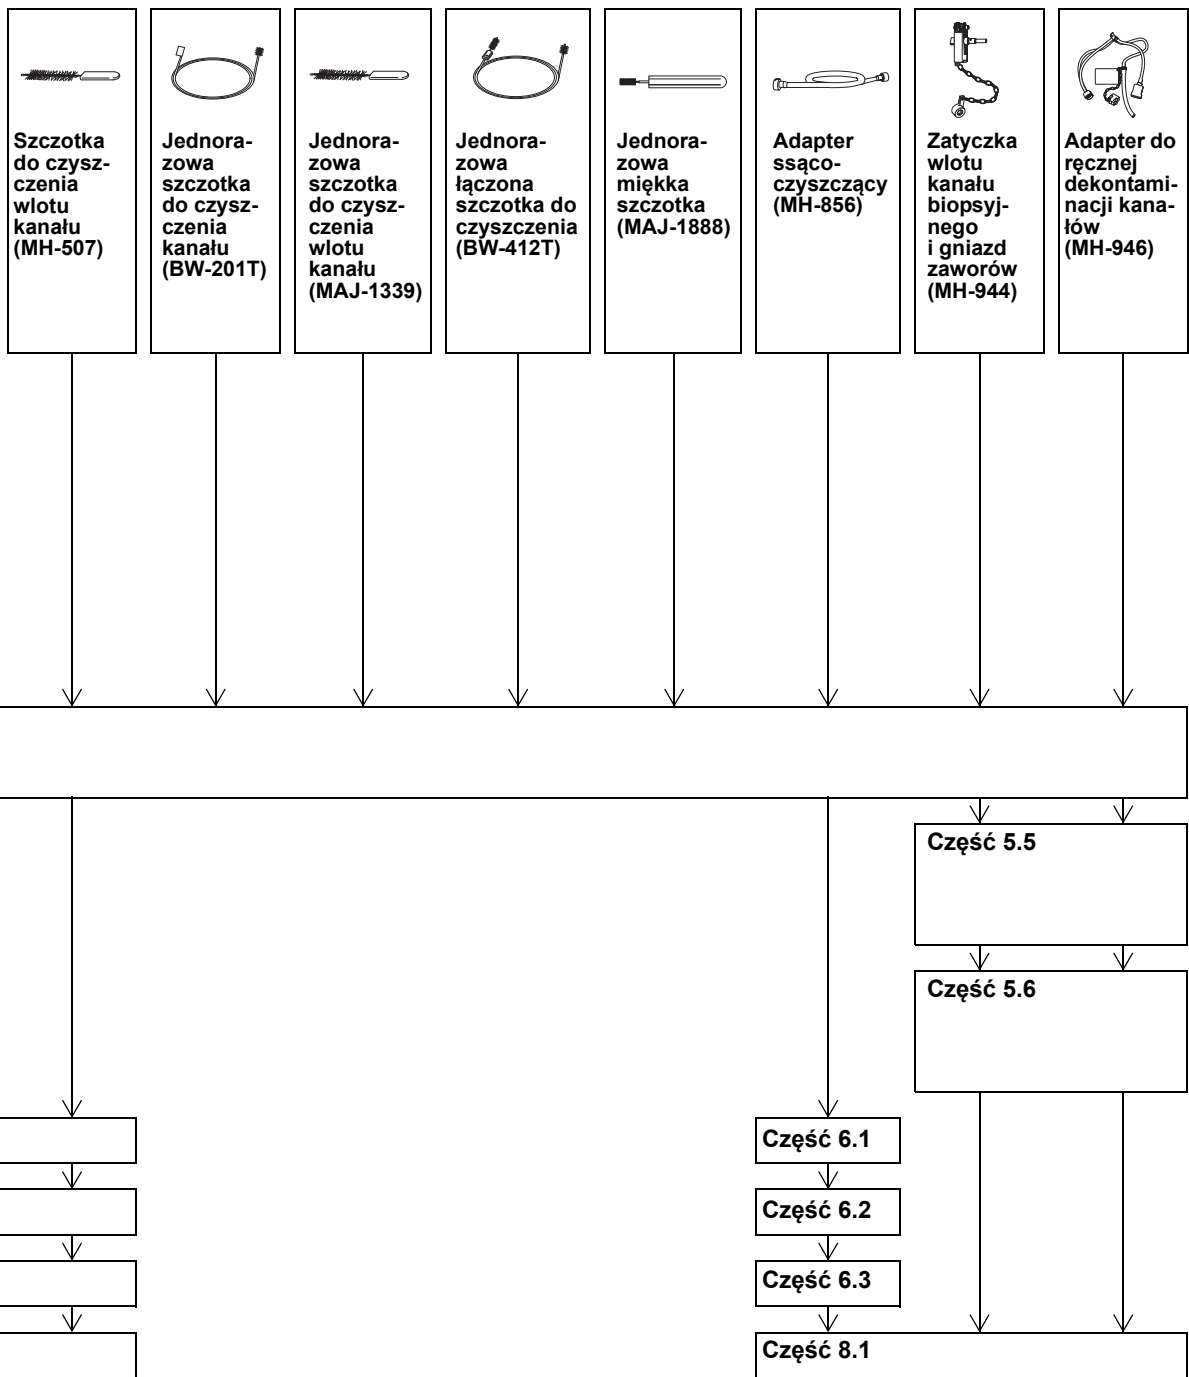 Szczotka
do czysz-
czenia
wlotu
kanału
(MH-507)
Jednora-
zowa
szczotka
do czysz-
czenia
kanału
(BW-201T)
Jednora-
zowa
szczotka
do czysz-
czenia
wlotu
kanału
(MAJ-1339)
Jednora-
zowa
łączona
szczotka do
czyszczenia
(BW-412T)
Jednora-
zowa
miękka
szczotka
(MAJ-1888)
Adapter
ssąco-
czyszczący
(MH-856)
Zatyczka
wlotu
kanału
biopsyj-
nego
i gniazd
zaworów
(MH-944)
Adapter do
ręcznej
dekontami-
nacji kana-
łów
(MH-946)
Część 5.5
Część 5.6
Część 6.1
Część 6.2
Część 6.3
Część 8.1